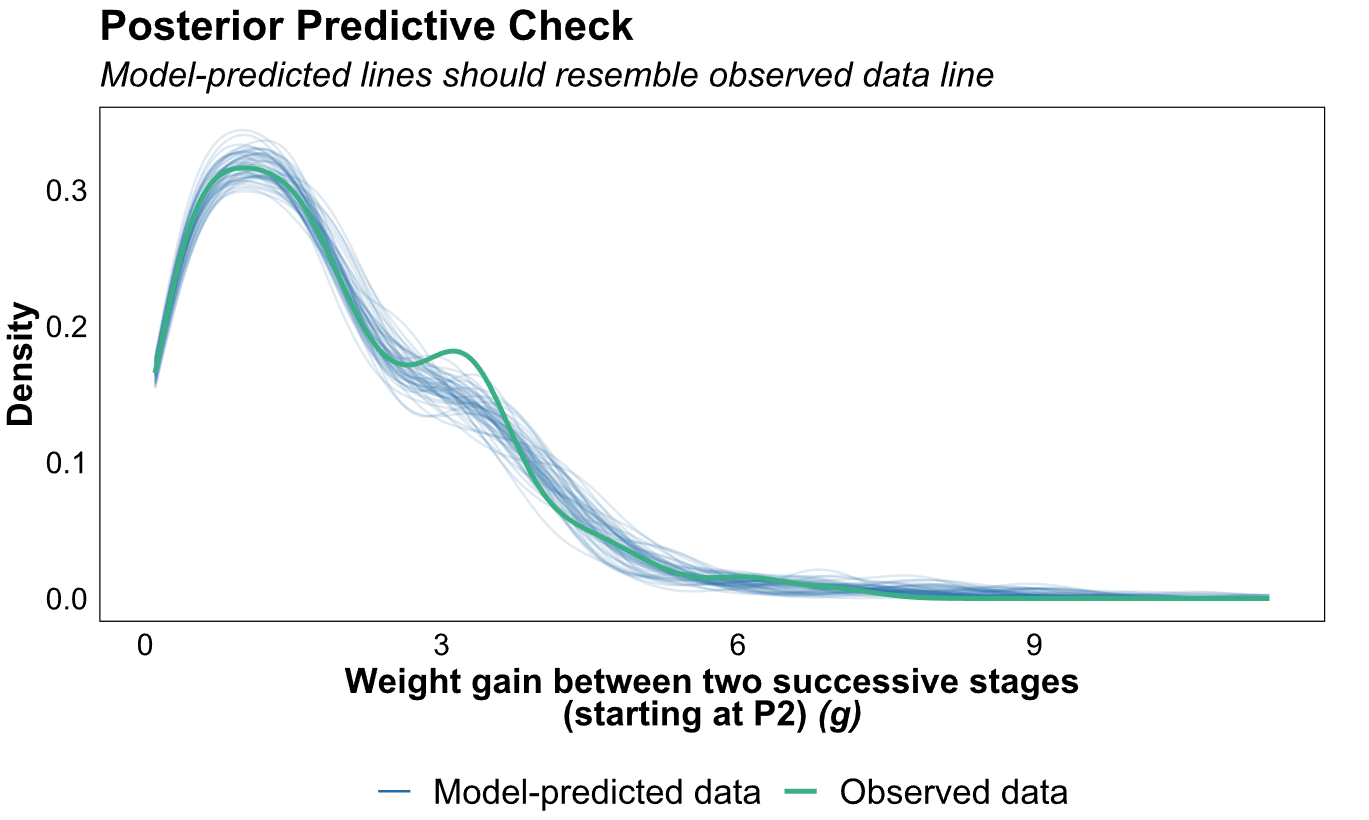 Posterior Predictive Check
Model-predicted lines should resemble observed data line
Density
0.3
0.2
0.1
0.0
0 3 6 9
Weight gain between two successive stages
(starting at P2) (g)
Model-predicted data Observed data